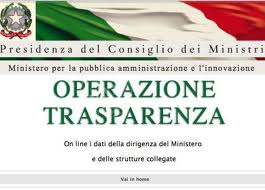 Presidenza del Consiglio dei Ministri
Ministero per la pubblica amministrazione e l'innovazione
OPERAZIONE
TRASPARENZA
On line i dati della dirigenza del Ministero
e delle strutture collegate
Vai in home